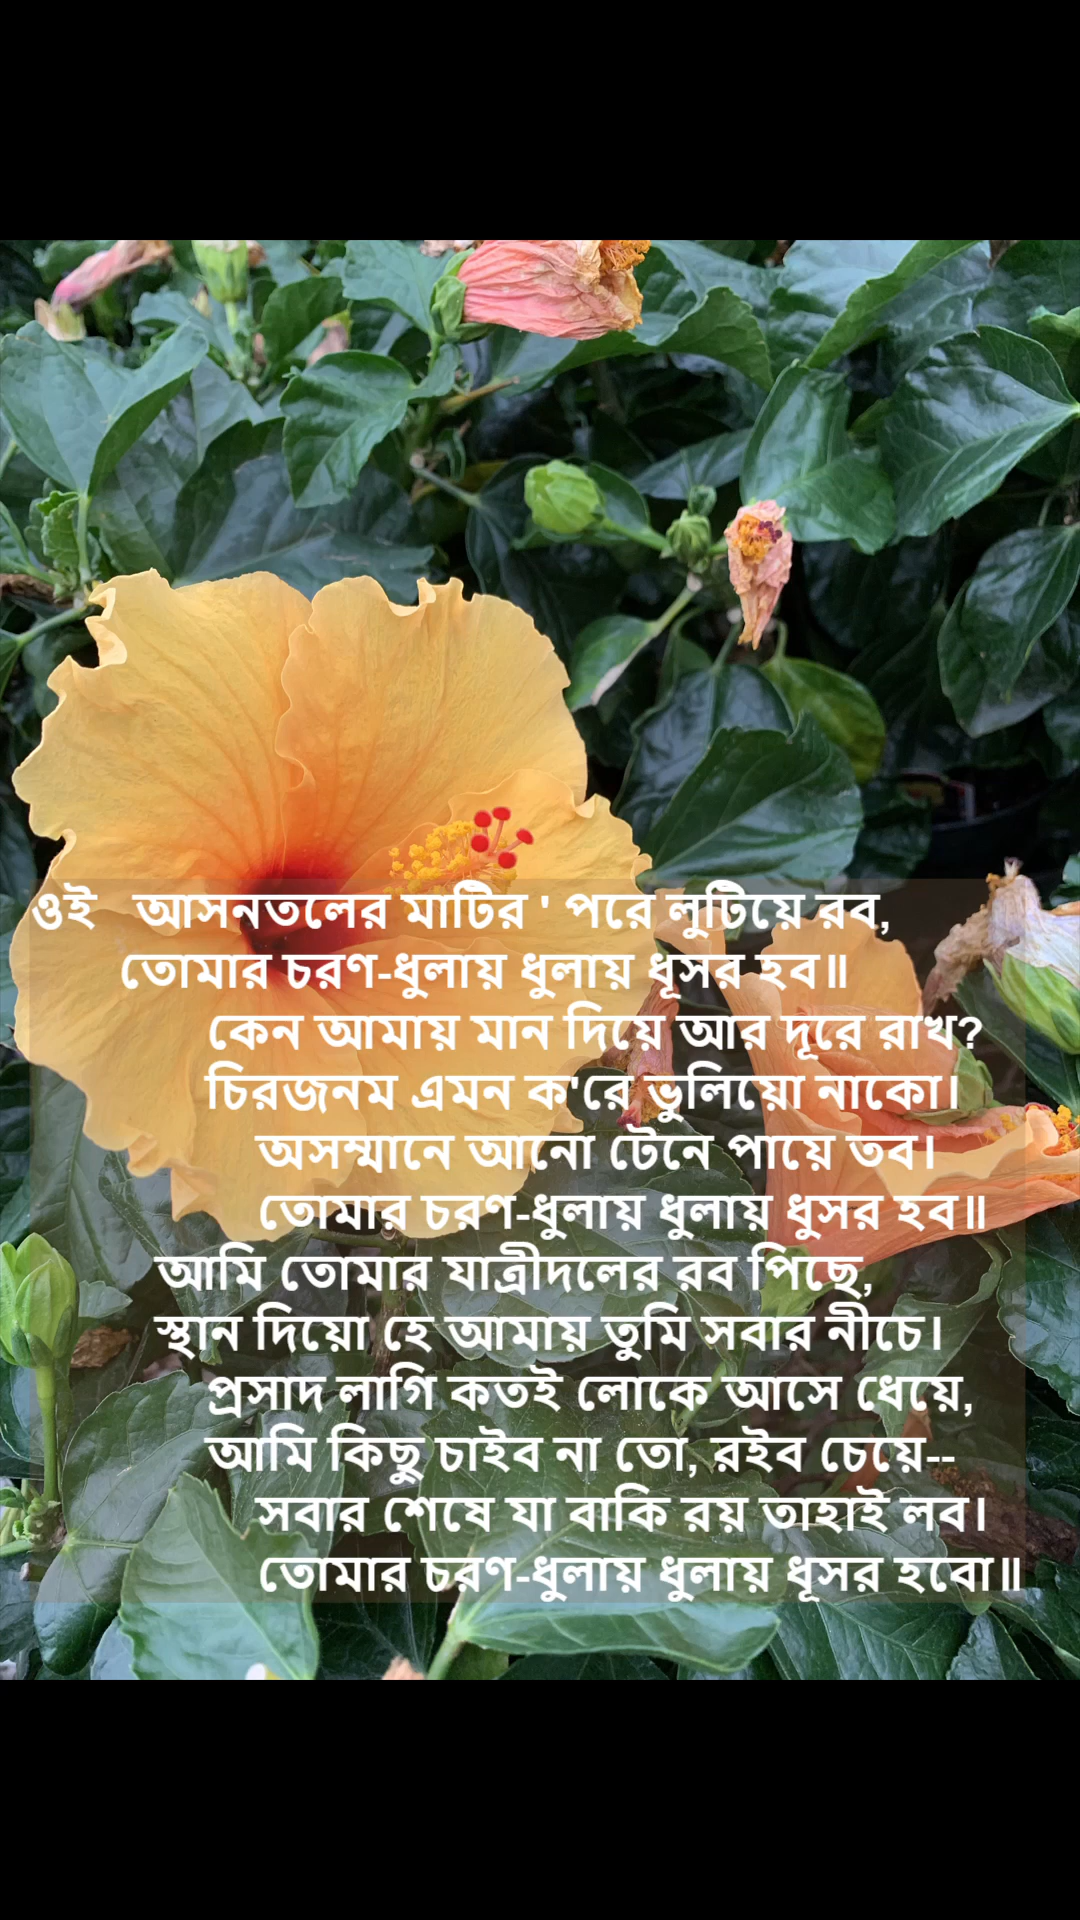 ওই আসনতলের মাটির ' পরে লুটিয়ে রব,
তোমার চরণ-ধুলায় ধুলায় ধূসর হব॥
কেন আমায় মান দিয়ে আর দূরে রাখ?
চিরজনম এমন ক'রে ভুলিয়ো নাকো।
অসম্মানে আনো টেনে পায়ে তব।
তোমার চরণ-ধুলায় ধুলায় ধুসর হব॥
আমি তোমার যাত্রীদলের রব পিছে,
স্থান দিয়ো হে আমায় তুমি সবার নীচে।
প্রসাদ লাগি কতই লোকে আসে ধেয়ে,
আমি কিছু চাইব না তো, রইব চেয়ে--
সবার শেষে যা বাকি রয় তাহাই লব।
তোমার চরণ-ধুলায় ধুলায় ধূসর হবো॥